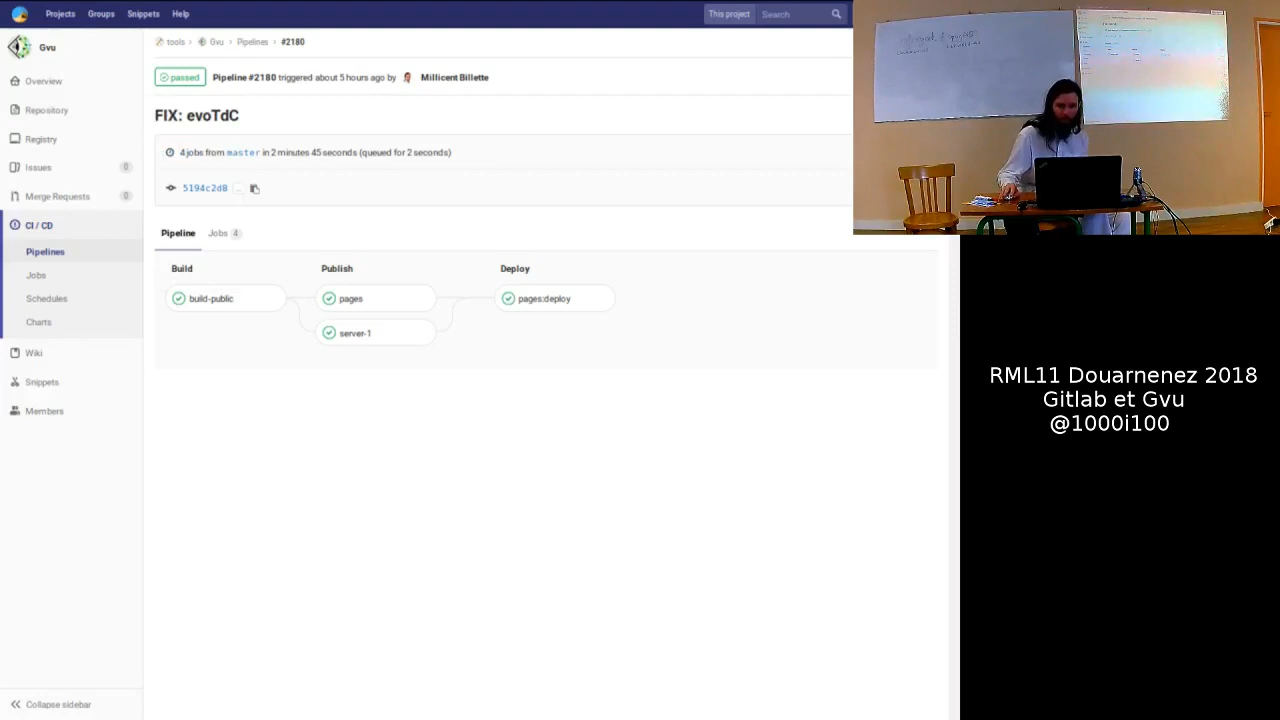 Projects Groups Snippets Help
This project Search
Gvu
tools > Gvu > Pipelines > #2180
Overview
Repository
Registry
Issues 0
Merge Requests 0
CI / CD
Pipelines
Jobs
Schedules
Charts
Wiki
Snippets
Members
Collapse sidebar
passed Pipeline #2180 triggered about 5 hours ago by Millicent Billette
FIX: evoTdC
4 jobs from master in 2 minutes 45 seconds (queued for 2 seconds)
5194c2d8 ...
Pipeline Jobs 4
Build Publish Deploy
build-public pages pages:deploy
server-1
RML11 Douarnenez 2018
Gitlab et Gvu
@1000i100